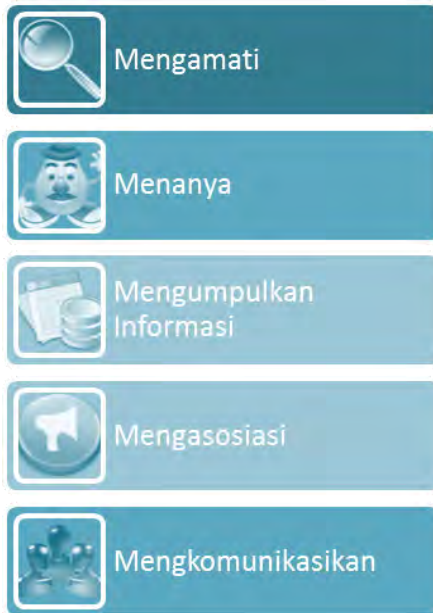 Mengamati
Menanya
Mengumpulkan
Informasi
Mengasosiasi
Mengkomunikasikan